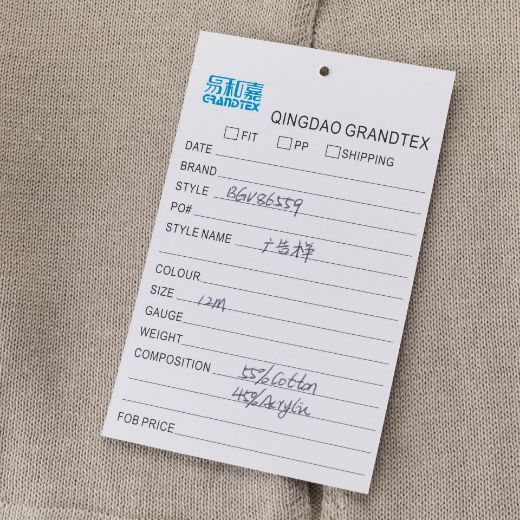 易和嘉
GRANDTEX
QINGDAO GRANDTEX
FIT PP SHIPPING
DATE
BRAND
STYLE BGV86559
PO#
STYLE NAME 广告样
COLOUR
SIZE 12M
GAUGE
WEIGHT
COMPOSITION 55% Cotton
45% Acrylic
FOB PRICE